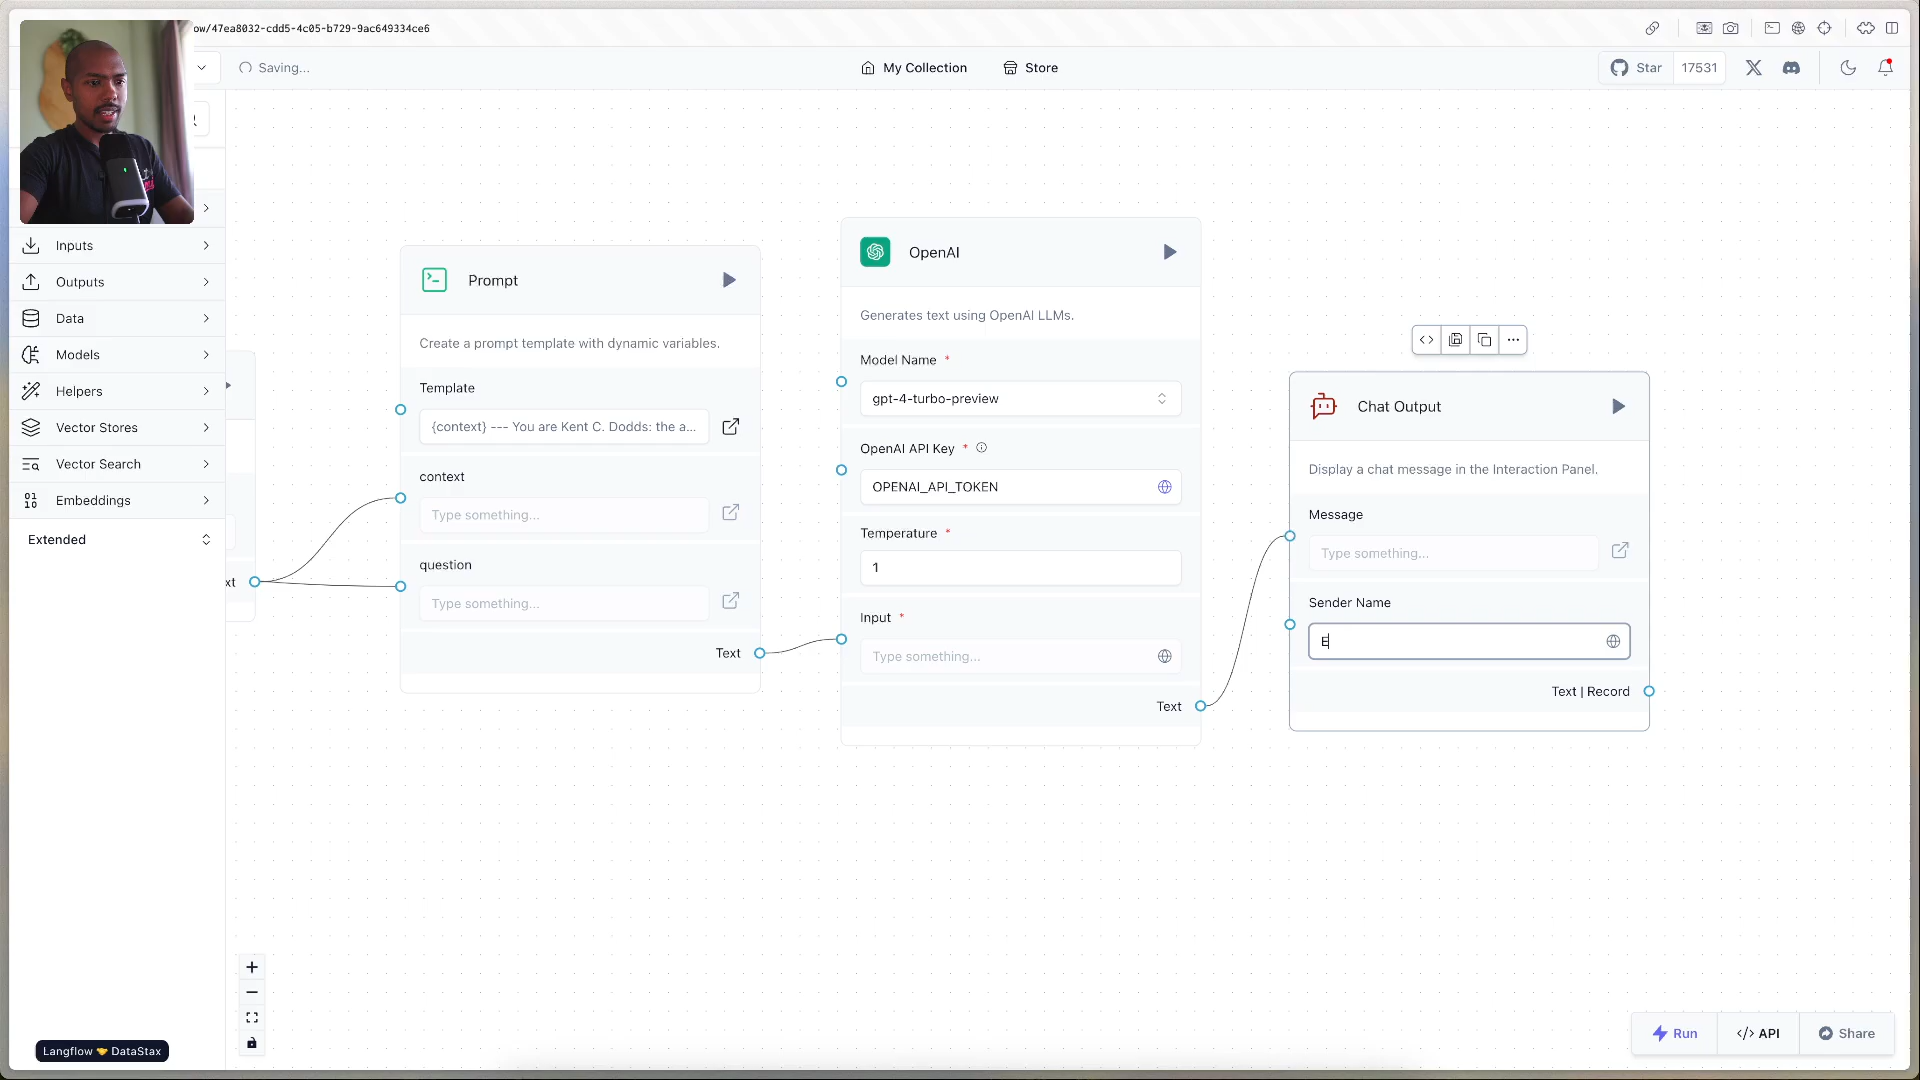 ow/47ea8032-cdd5-4c05-b729-9ac649334ce6
Saving...
My Collection
Store
Star
17531
Inputs
Outputs
Data
Models
Helpers
Vector Stores
Vector Search
Embeddings
Extended
xt
Prompt
Create a prompt template with dynamic variables.
Template
{context} --- You are Kent C. Dodds: the a...
context
Type something...
question
Type something...
Text
OpenAI
Generates text using OpenAI LLMs.
Model Name *
gpt-4-turbo-preview
OpenAI API Key *
OPENAI_API_TOKEN
Temperature *
1
Input *
Type something...
Text
Chat Output
Display a chat message in the Interaction Panel.
Message
Type something...
Sender Name
E
Text | Record
Langflow 🤝 DataStax
Run
</> API
Share